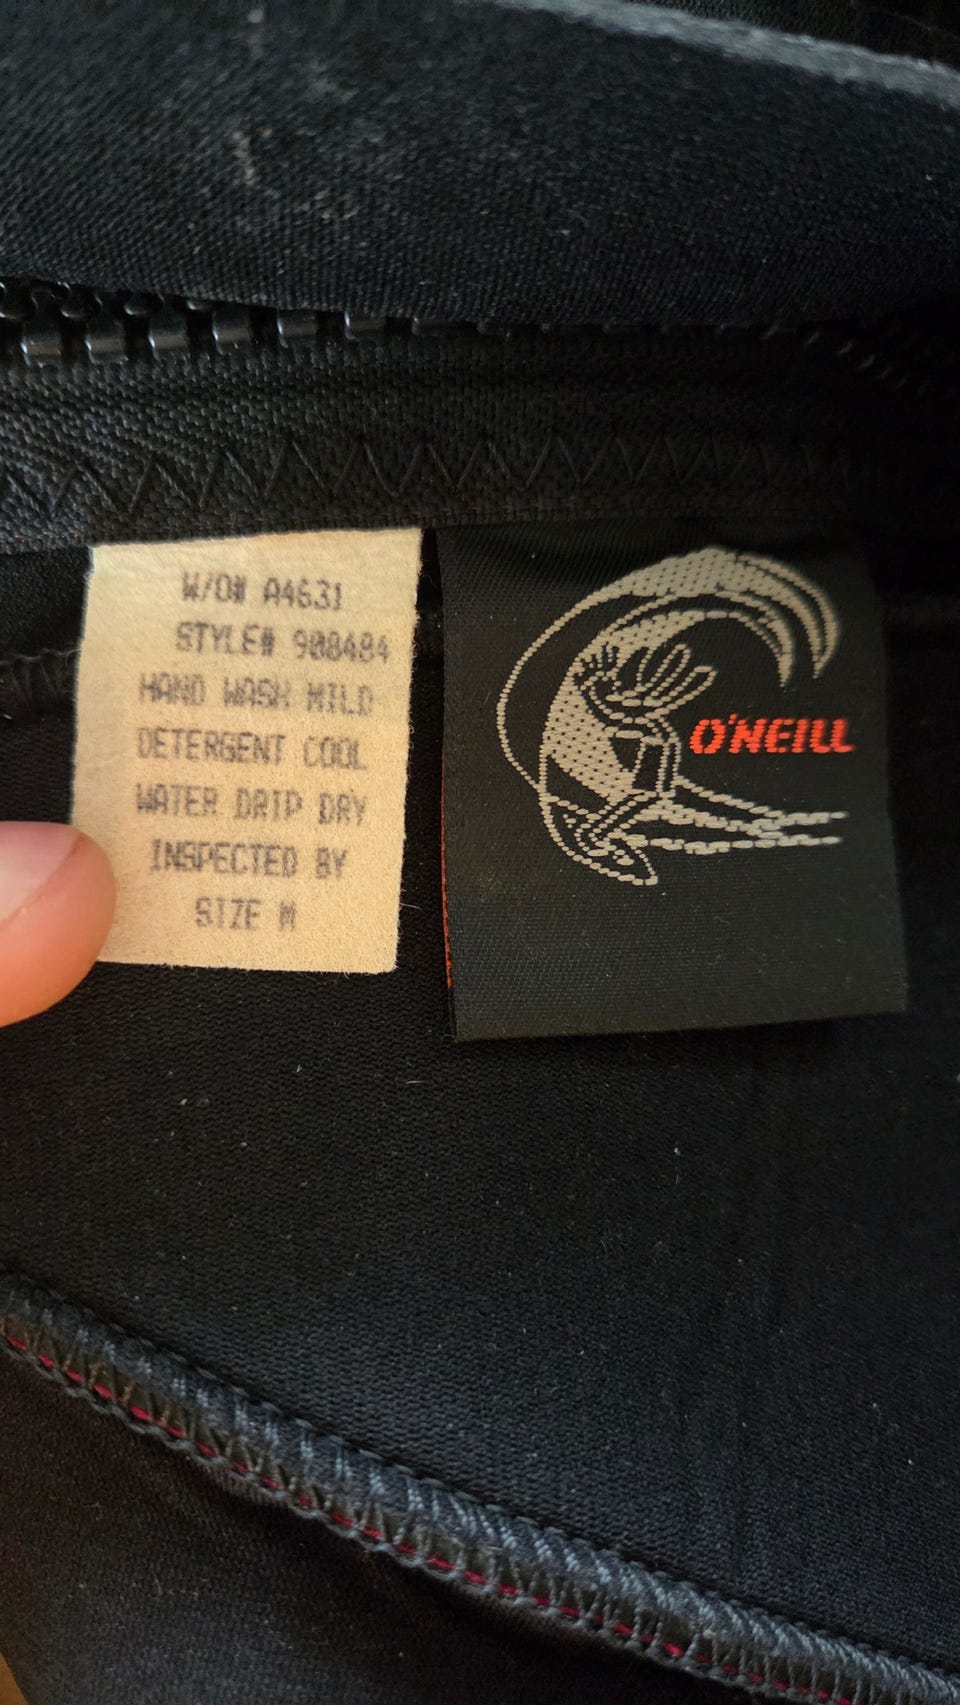 W/O# A4631
STYLE# 908484
HAND WASH MILD
DETERGENT COOL
WATER DRIP DRY
INSPECTED BY
SIZE M
O'NEILL